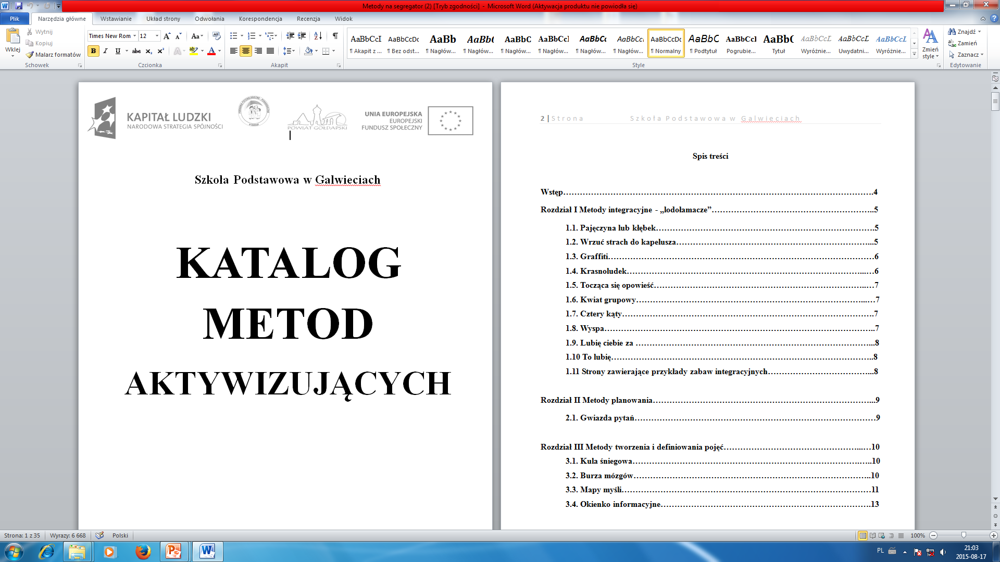 Metody na segregator (2) [Tryb zgodności] - Microsoft Word (Aktywacja produktu nie powiodła się)
Plik Narzędzia główne Wstawianie Układ strony Odwołania Korespondencja Recenzja Widok
Wklej
Wytnij
Kopiuj
Malarz formatów
Schowek
Times New Rom 12
Czcionka
Akapit
AaBbCcI AaBbCcDc AaBb AaBbC AaBbC AaBbCcI AaBbCc AaBbCc AaBbCcDc AaBbC AaBbCcI AaBbC AaBbCcL AaBbCcL AaBbCcL
¶ Akapit z ... ¶ Bez odst... ¶ Nagłów... ¶ Nagłów... ¶ Nagłów... ¶ Nagłów... ¶ Nagłów... ¶ Nagłów... ¶ Normalny ¶ Podtytuł Pogrubie... Tytuł Wyróżnie... Uwydatni... Wyróżnie...
Style
Zmień style
Znajdź
Zamień
Zaznacz
Edytowanie
KAPITAŁ LUDZKI
NARODOWA STRATEGIA SPÓJNOŚCI
POWIAT GOŁDAPSKI
UNIA EUROPEJSKA
EUROPEJSKI
FUNDUSZ SPOŁECZNY
Szkoła Podstawowa w Galwieciach
KATALOG
METOD
AKTYWIZUJĄCYCH
2 | Strona Szkoła Podstawowa w Galwieciach
Spis treści
Wstęp……………………………………………………………………………………………….4
Rozdział I Metody integracyjne - „lodołamacze”…………………………………………………..5
1.1. Pajęczyna lub kłębek…………………………………………………………………….5
1.2. Wrzuć strach do kapelusza……………………………………………………………...5
1.3. Graffiti……………………………………………………………………………………6
1.4. Krasnoludek………………………………………………………………………...…6
1.5. Tocząca się opowieść…………………………………………………………………..…7
1.6. Kwiat grupowy………………………………………………………………………...…7
1.7. Cztery kąty……………………………………………………………………………….7
1.8. Wyspa……………………………………………………………………………………..7
1.9. Lubię ciebie za …………………………………………………………………………...8
1.10 To lubię…………………………………………………………………………………..8
1.11 Strony zawierające przykłady zabaw integracyjnych………………………………...8
Rozdział II Metody planowania……………………………………………………………………...9
2.1. Gwiazda pytań……………………………………………………………………………9
Rozdział III Metody tworzenia i definiowania pojęć…………………………………………...…10
3.1. Kula śniegowa……………………………………………………………………….…..10
3.2. Burza mózgów…………………………………………………………………………..10
3.3. Mapy myśli………………………………………………………………………………11
3.4. Okienko informacyjne………………………………………………………………….13
Strona: 1 z 35 Wyrazy: 6 668 Polski 100%
PL 21:03
2015-08-17